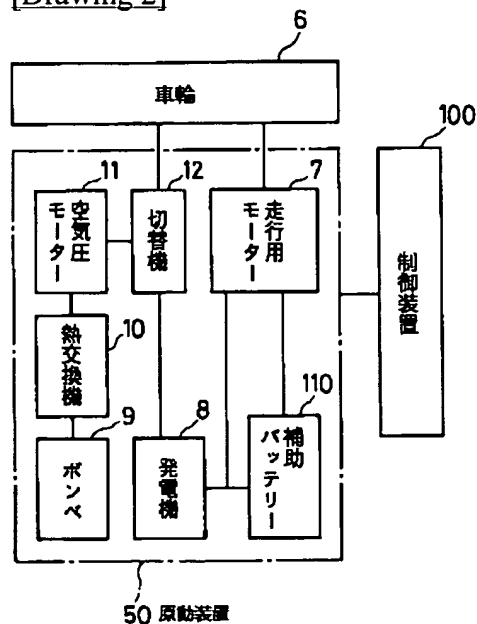 [Drawing 2]
6
車輪
100
制御装置
11
空気圧
モーター
12
切替機
7
走行用
モーター
10
熱交換機
9
ボンベ
8
発電機
110
補助
バッテリー
50 原動装置